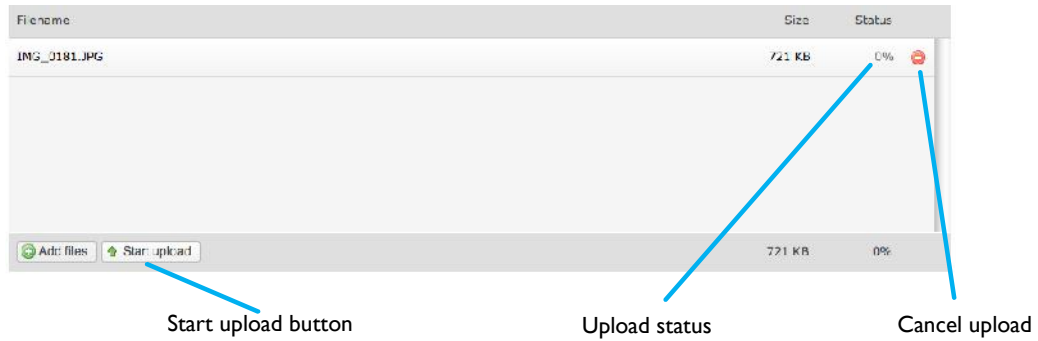 Filename Size Status
IMG_0181.JPG 721 KB 0%
Add files Start upload 721 KB 0%
Start upload button Upload status Cancel upload